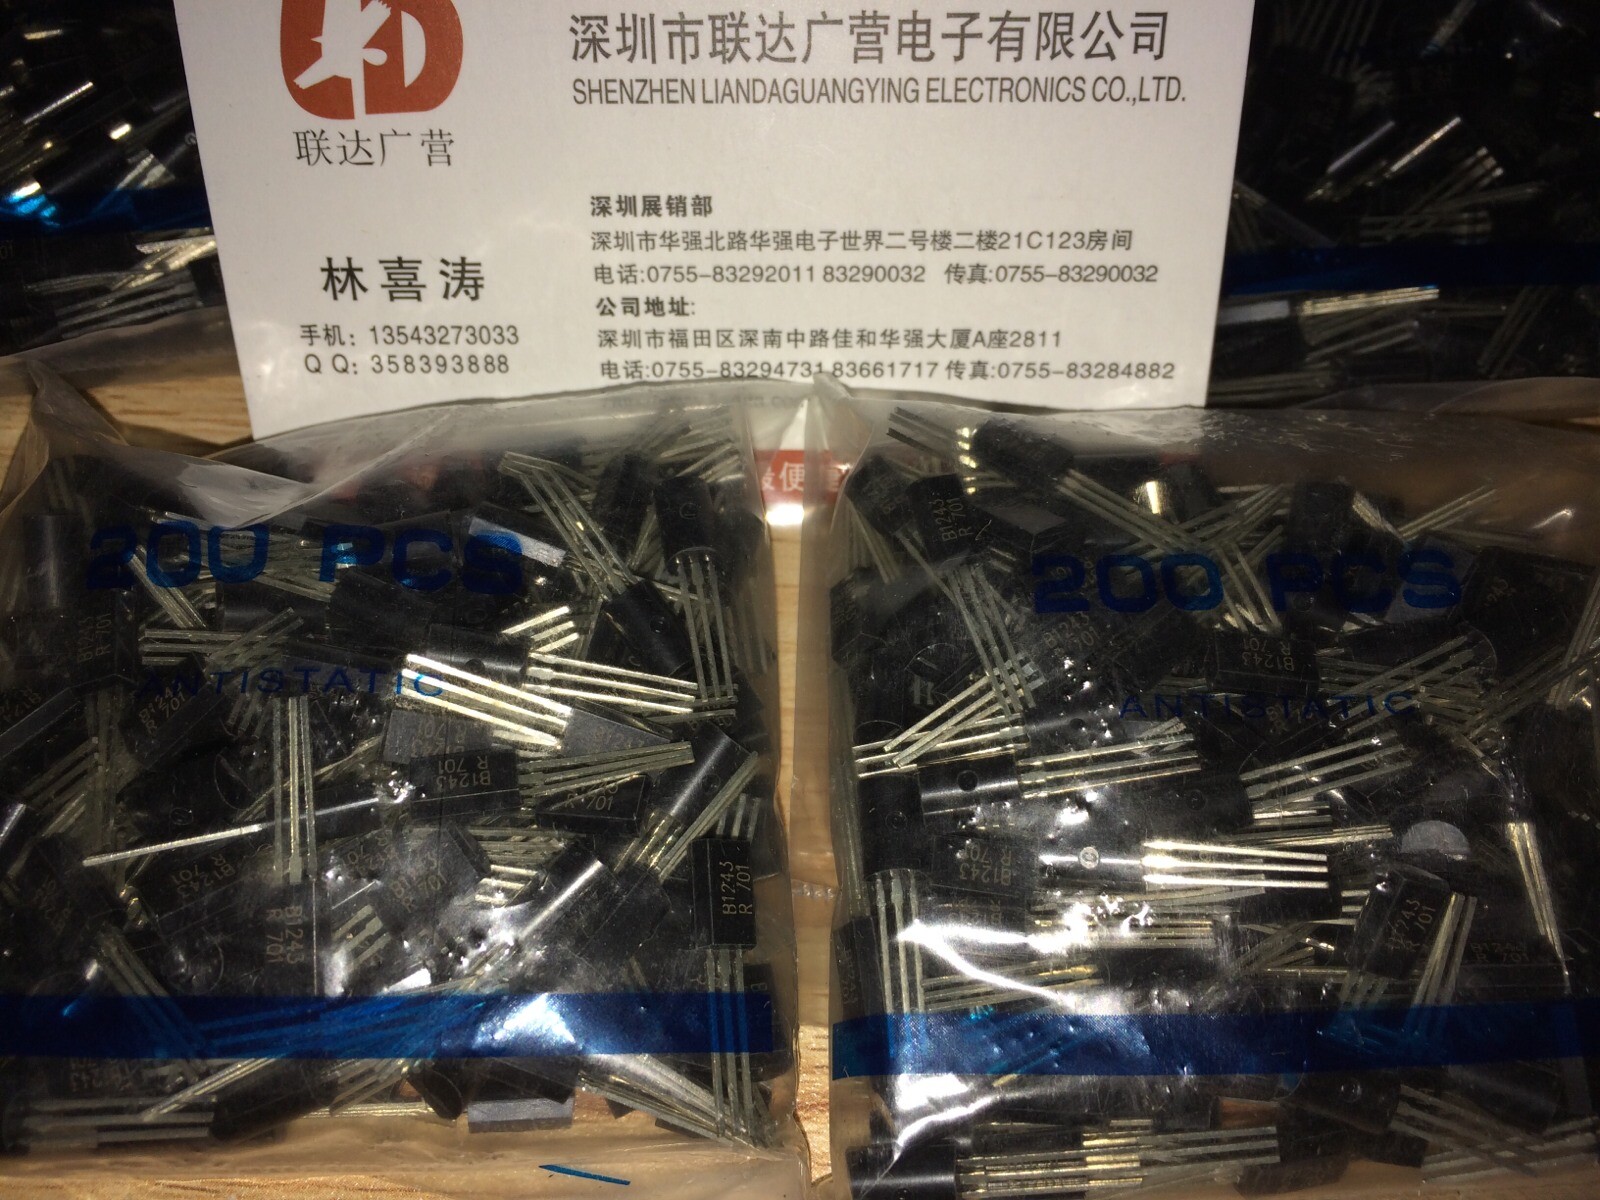 深圳市联达广营电子有限公司
SHENZHEN LIANDAGUANGYING ELECTRONICS CO.,LTD.
联达广营
深圳展销部
深圳市华强北路华强电子世界二号楼二楼21C123房间
电话:0755-83292011 83290032 传真:0755-83290032
公司地址:
深圳市福田区深南中路佳和华强大厦A座2811
电话:0755-83294731 83661717 传真:0755-83284882
林喜涛
手机: 13543273033
Q Q: 358393888
200 PCS
ANTISTATIC
200 PCS
ANTISTATIC
B1243
R 701
B1243
R 701
B1243
R 701
B1243
R 701
B1243
R 701
B1243
R 701